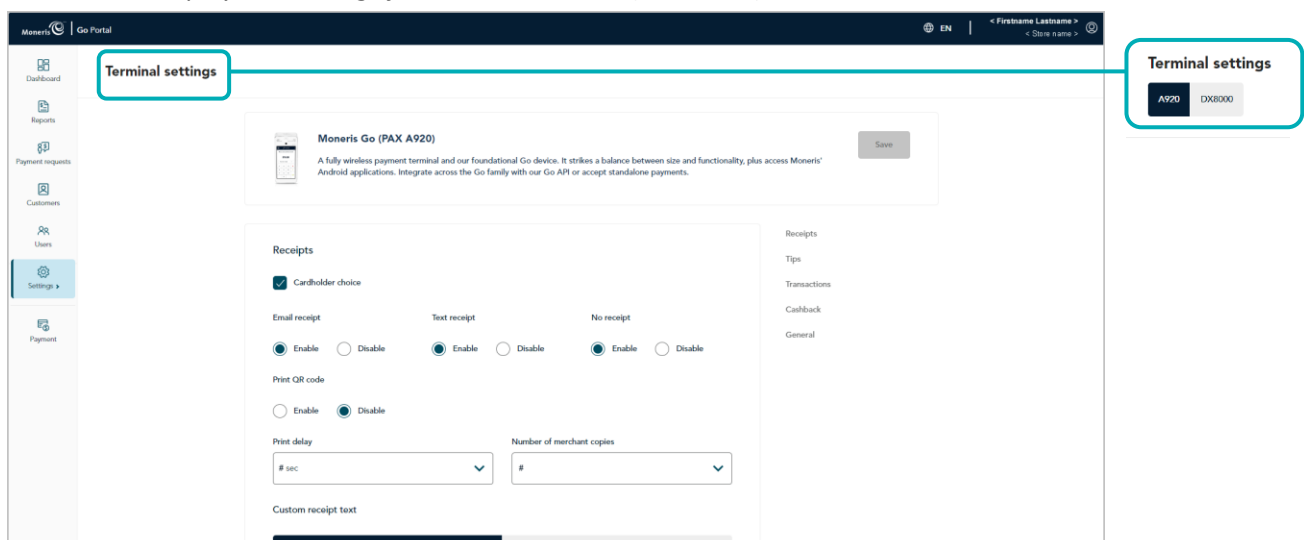 Moneris Go Portal
EN
< Firstname Lastname >
< Store name >
Dashboard
Reports
Payment requests
Customers
Users
Settings
Payment
Terminal settings
Terminal settings
A920 DX8000
Moneris Go (PAX A920)
A fully wireless payment terminal and our foundational Go device. It strikes a balance between size and functionality, plus access Moneris'
Android applications. Integrate across the Go family with our Go API or accept standalone payments.
Save
Receipts
Cardholder choice
Email receipt Text receipt No receipt
Enable Disable Enable Disable Enable Disable
Print QR code
Enable Disable
Print delay Number of merchant copies
# sec #
Custom receipt text
Receipts
Tips
Transactions
Cashback
General